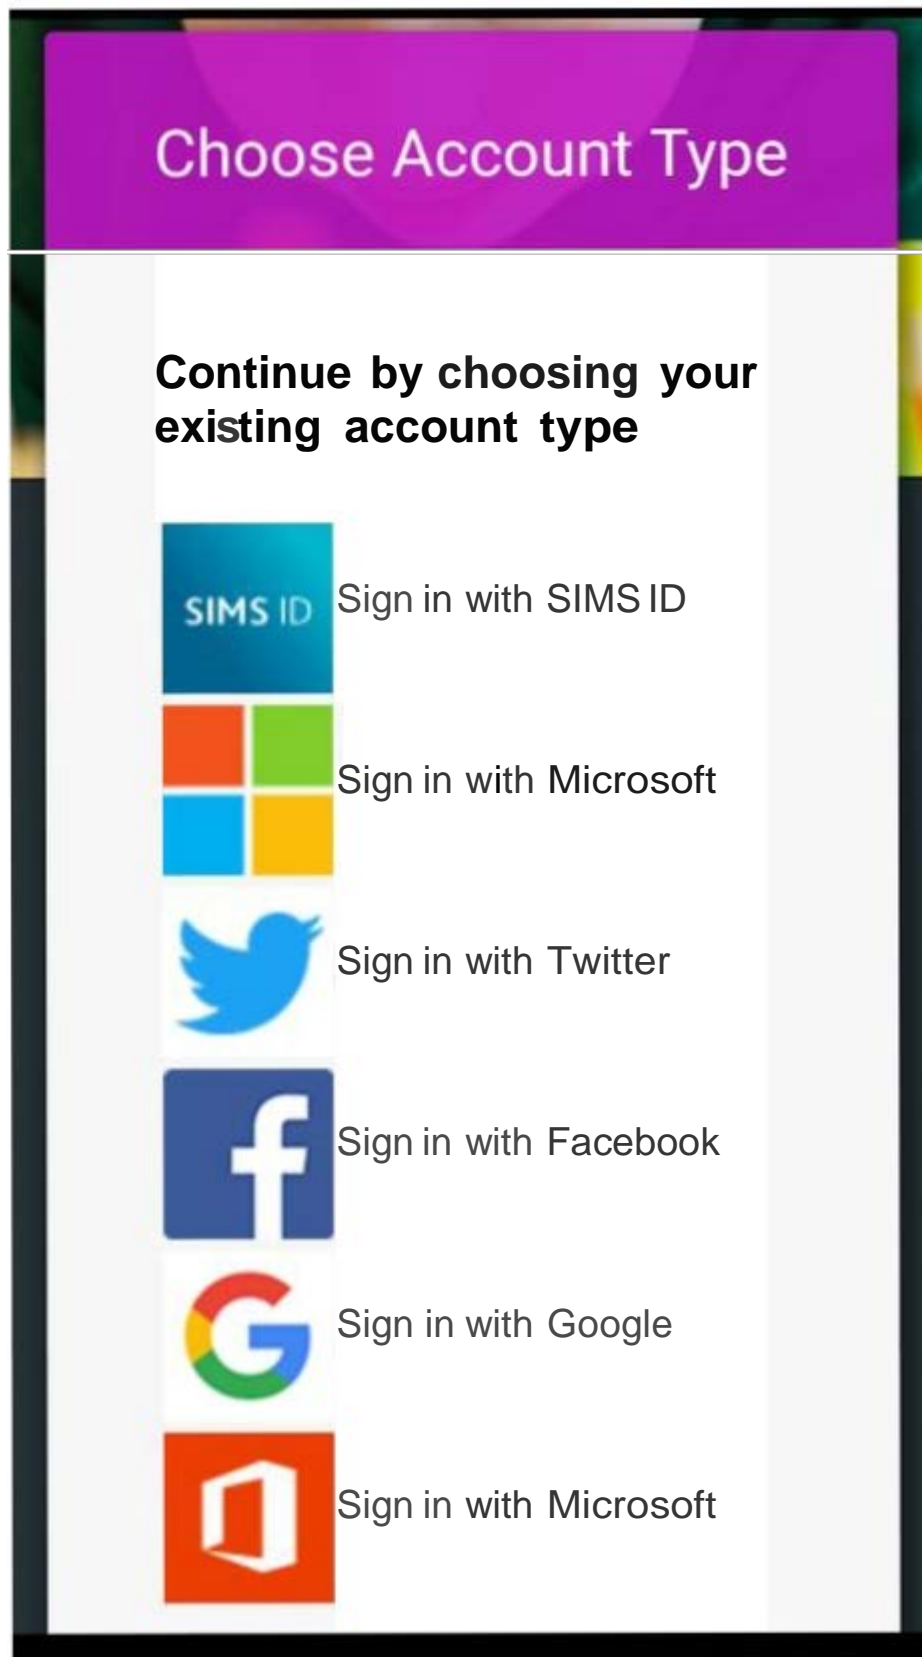 Choose Account Type
Continue by choosing your
existing account type
SIMS ID
Sign in with SIMS ID
Sign in with Microsoft
Sign in with Twitter
Sign in with Facebook
Sign in with Google
Sign in with Microsoft